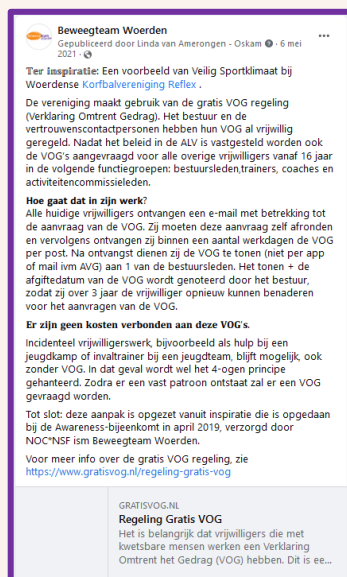 Beweegteam Woerden
Gepubliceerd door Linda van Amerongen - Oskam · 6 mei
2021 ·
Ter inspiratie: Een voorbeeld van Veilig Sportklimaat bij
Woerdense Korfbalvereniging Reflex .
De vereniging maakt gebruik van de gratis VOG regeling
(Verklaring Omtrent Gedrag). Het bestuur en de
vertrouwenscontactpersonen hebben hun VOG al vrijwillig
geregeld. Nadat het beleid in de ALV is vastgesteld worden ook
de VOG's aangevraagd voor alle overige vrijwilligers vanaf 16 jaar
in de volgende functiegroepen: bestuursleden,trainers, coaches en
activiteitencommissieleden.
Hoe gaat dat in zijn werk?
Alle huidige vrijwilligers ontvangen een e-mail met betrekking tot
de aanvraag van de VOG. Zij moeten deze aanvraag zelf afronden
en vervolgens ontvangen zij binnen een aantal werkdagen de VOG
per post. Na ontvangst dienen zij de VOG te tonen (niet per app
of mail ivm AVG) aan 1 van de bestuursleden. Het tonen + de
afgiftedatum van de VOG wordt genoteerd door het bestuur,
zodat zij over 3 jaar de vrijwilliger opnieuw kunnen benaderen
voor het aanvragen van de VOG.
Er zijn geen kosten verbonden aan deze VOG's.
Incidenteel vrijwilligerswerk, bijvoorbeeld als hulp bij een
jeugdkamp of invaltrainer bij een jeugdteam, blijft mogelijk, ook
zonder VOG. In dat geval wordt wel het 4-ogen principe
gehanteerd. Zodra er een vast patroon ontstaat zal er een VOG
gevraagd worden.
Tot slot: deze aanpak is opgezet vanuit inspiratie die is opgedaan
bij de Awareness-bijeenkomt in april 2019, verzorgd door
NOC*NSF ism Beweegteam Woerden.
Voor meer info over de gratis VOG regeling, zie
https://www.gratisvog.nl/regeling-gratis-vog
GRATISVOG.NL
Regeling Gratis VOG
Het is belangrijk dat vrijwilligers die met
kwetsbare mensen werken een Verklaring
Omtrent het Gedrag (VOG) hebben. Dit is ee...